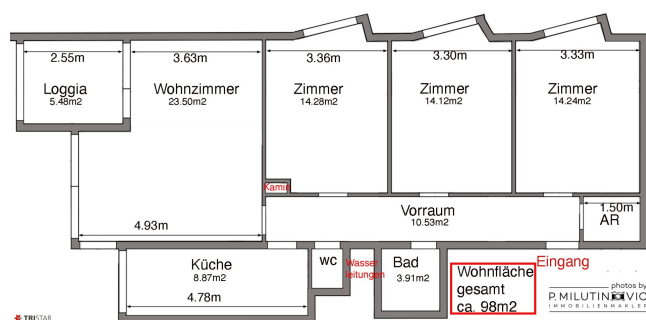 2.55m
3.63m
3.36m
3.30m
3.33m
Loggia
5.48m2
Wohnzimmer
23.50m2
Zimmer
14.28m2
Zimmer
14.12m2
Zimmer
14.24m2
Kamin
4.93m
Vorraum
10.53m2
1.50m
AR
Küche
8.87m2
4.78m
wc
Wasser
leitungen
Bad
3.91m2
Eingang
Wohnfläche
gesamt
ca. 98m2
photos by
P.MILUTINOVIC
IMMOBILIENMAKLER
TRISTAR